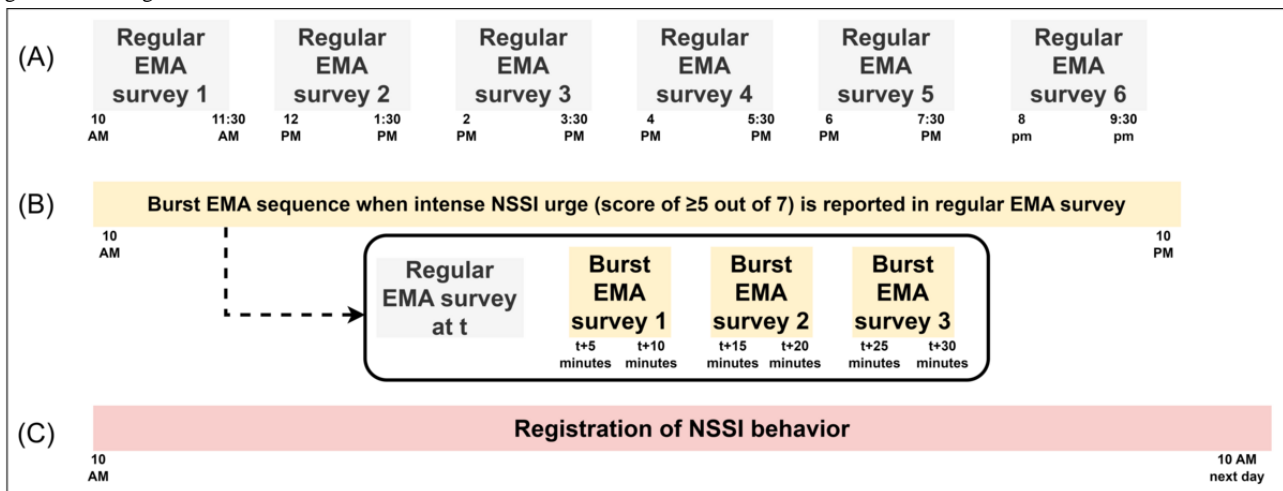 (A)
Regular EMA survey 1
Regular EMA survey 2
Regular EMA survey 3
Regular EMA survey 4
Regular EMA survey 5
Regular EMA survey 6
10 AM
11:30 AM
12 PM
1:30 PM
2 PM
3:30 PM
4 PM
5:30 PM
6 PM
7:30 PM
8 pm
9:30 pm
(B)
Burst EMA sequence when intense NSSI urge (score of ≥5 out of 7) is reported in regular EMA survey
10 AM
10 PM
Regular EMA survey at t
Burst EMA survey 1
Burst EMA survey 2
Burst EMA survey 3
t+5 minutes
t+10 minutes
t+15 minutes
t+20 minutes
t+25 minutes
t+30 minutes
(C)
Registration of NSSI behavior
10 AM
10 AM next day